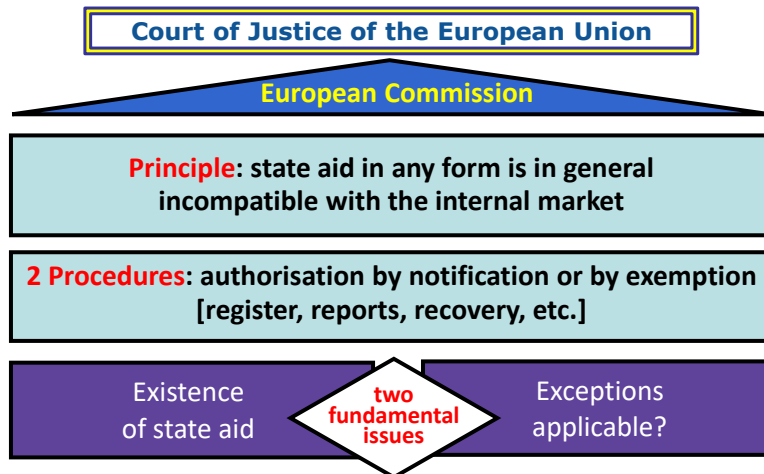 Court of Justice of the European Union
European Commission
Principle: state aid in any form is in general
incompatible with the internal market
2 Procedures: authorisation by notification or by exemption
[register, reports, recovery, etc.]
Existence
of state aid
two
fundamental
issues
Exceptions
applicable?